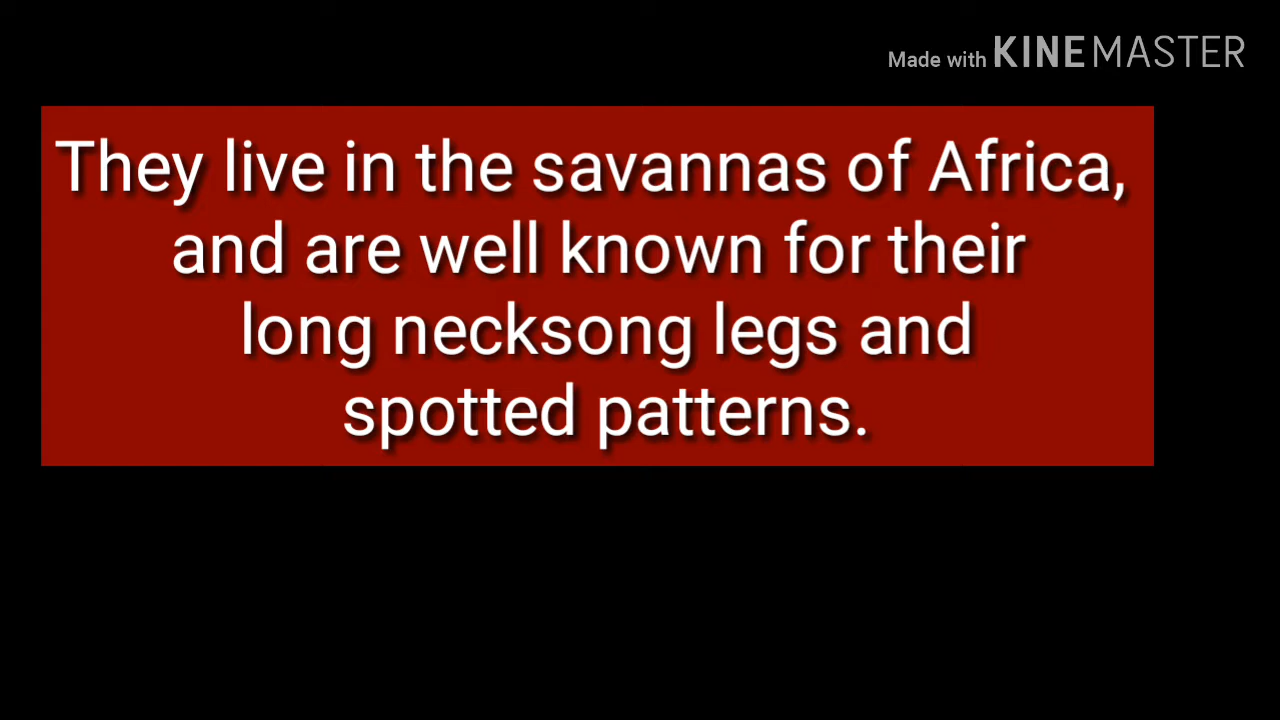 Made with KINEMASTER
They live in the savannas of Africa,
and are well known for their
long necksong legs and
spotted patterns.